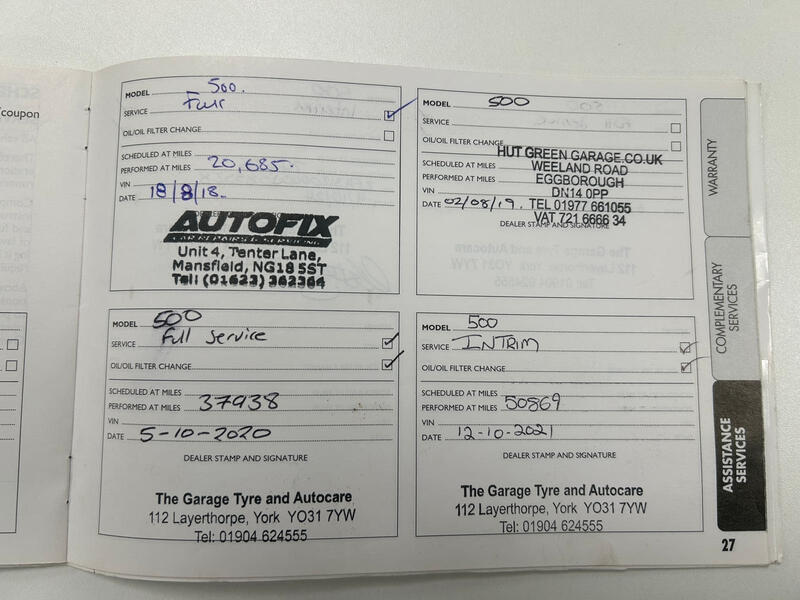 /coupon
MODEL 500.
SERVICE Full
OIL/OIL FILTER CHANGE
SCHEDULED AT MILES
PERFORMED AT MILES 20,685.
VIN
DATE 18/8/18.
AUTOFIX
CAR REPAIRS & SERVICING
Unit 4, Tenter Lane,
Mansfield, NG18 5ST
Tel: (01623) 362364
MODEL 500
SERVICE
OIL/OIL FILTER CHANGE
HUT GREEN GARAGE.CO.UK
SCHEDULED AT MILES WEELAND ROAD
PERFORMED AT MILES EGGBOROUGH
VIN DN14 0PP
DATE 02/08/19. TEL 01977 661055
VAT 721 6666 34
DEALER STAMP AND SIGNATURE
MODEL 500
SERVICE Full Service
OIL/OIL FILTER CHANGE
SCHEDULED AT MILES
PERFORMED AT MILES 37938
VIN
DATE 5-10-2020
DEALER STAMP AND SIGNATURE
The Garage Tyre and Autocare
112 Layerthorpe, York YO31 7YW
Tel: 01904 624555
MODEL 500
SERVICE INTRIM
OIL/OIL FILTER CHANGE
SCHEDULED AT MILES
PERFORMED AT MILES 50869
VIN
DATE 12-10-2021
DEALER STAMP AND SIGNATURE
The Garage Tyre and Autocare
112 Layerthorpe, York YO31 7YW
Tel: 01904 624555
WARRANTY
COMPLEMENTARY
SERVICES
ASSISTANCE
SERVICES
27